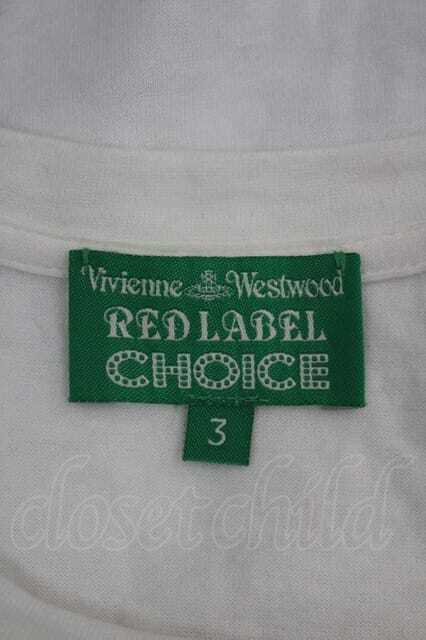 Vivienne Westwood
RED LABEL
CHOICE
3
closet child